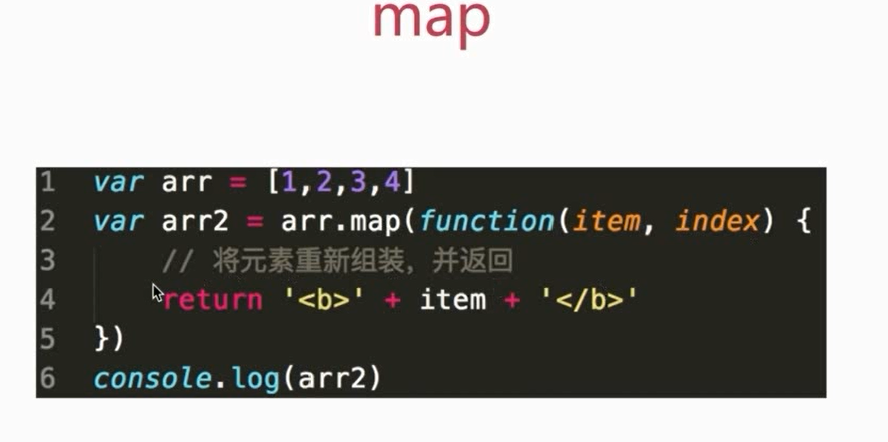 map
1 var arr = [1,2,3,4]
2 var arr2 = arr.map(function(item, index) {
3 // 将元素重新组装，并返回
4 return '<b>' + item + '</b>'
5 })
6 console.log(arr2)